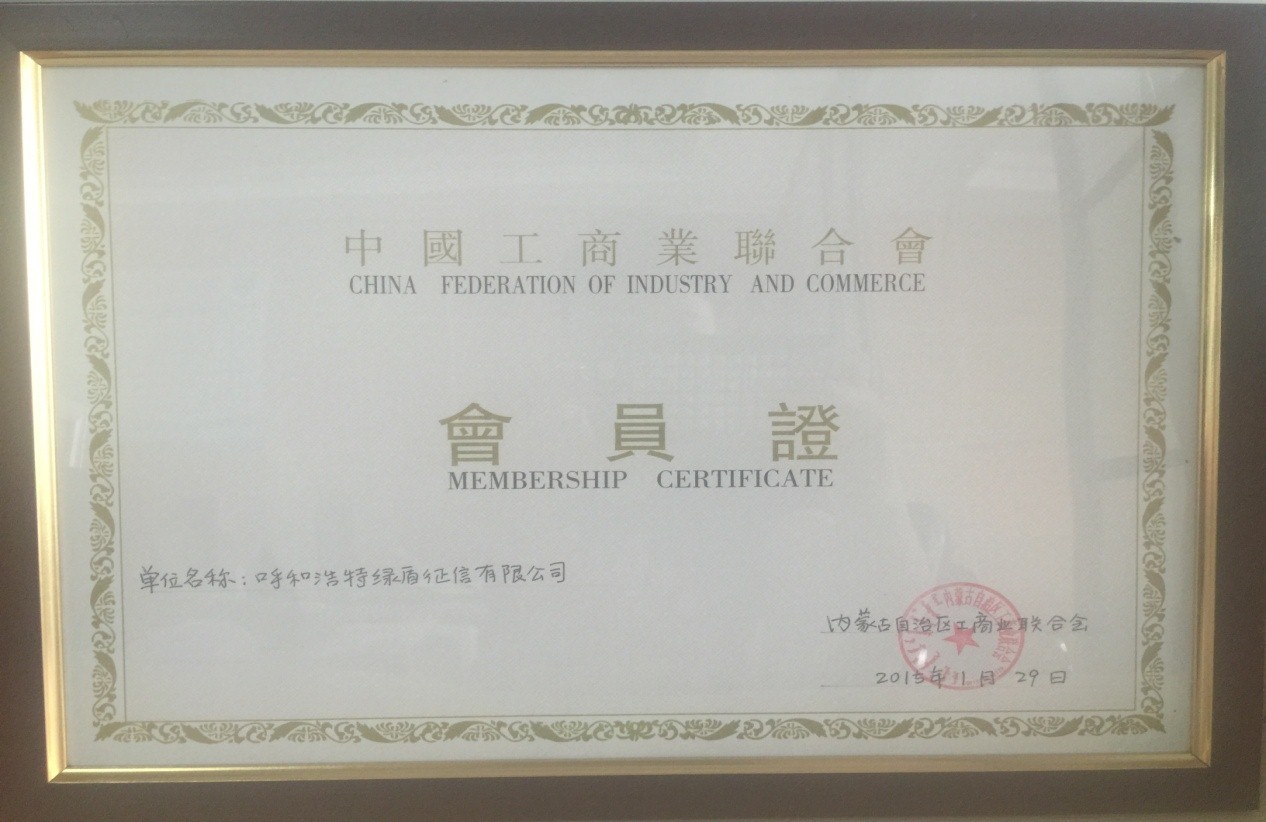 中國工商業聯合會
CHINA FEDERATION OF INDUSTRY AND COMMERCE
會員證
MEMBERSHIP CERTIFICATE
单位名称：呼和浩特绿盾征信有限公司
内蒙古自治区工商业联合会
2015年1月29日